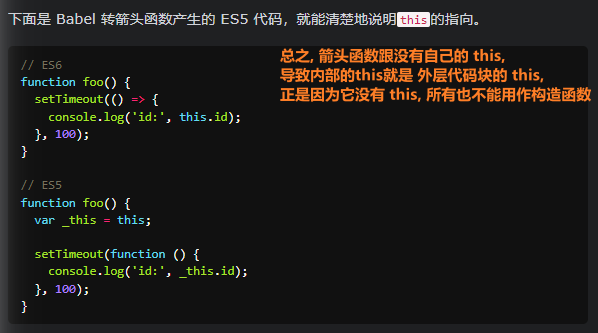 下面是 Babel 转箭头函数产生的 ES5 代码，就能清楚地说明this的指向。
总之, 箭头函数跟没有自己的 this,
导致内部的this就是 外层代码块的 this,
正是因为它没有 this, 所有也不能用作构造函数
// ES6
function foo() {
  setTimeout(() => {
    console.log('id:', this.id);
  }, 100);
}
// ES5
function foo() {
  var _this = this;
  setTimeout(function () {
    console.log('id:', _this.id);
  }, 100);
}